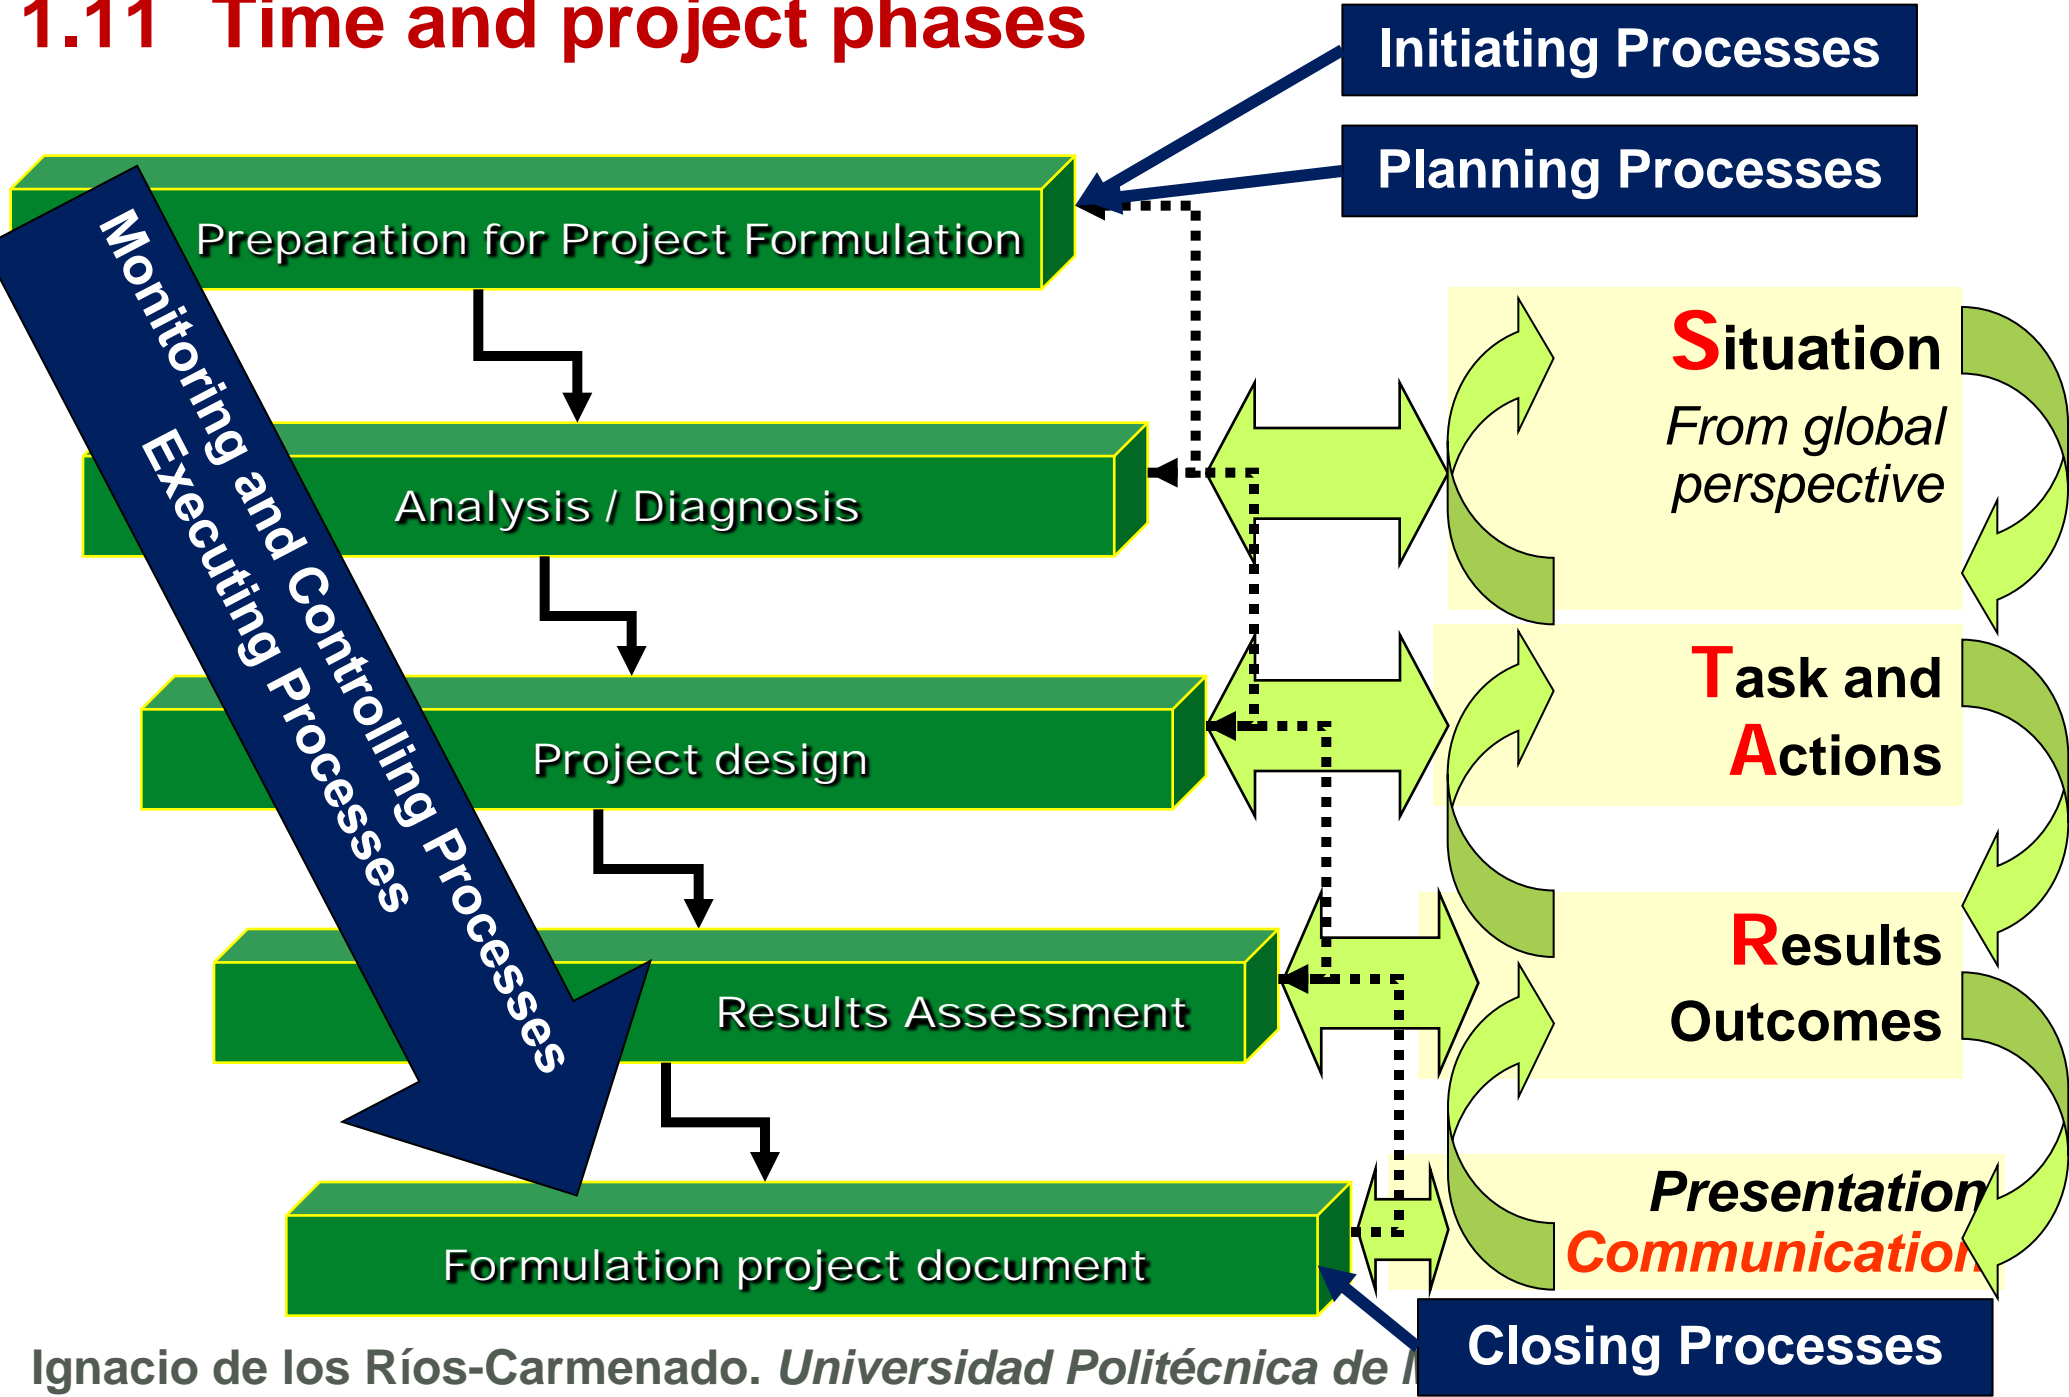 1.11 Time and project phases
Initiating Processes
Planning Processes
Preparation for Project Formulation
Monitoring and Controlling Processes
Executing Processes
Analysis / Diagnosis
Project design
Results Assessment
Formulation project document
Situation
From global
perspective
Task and
Actions
Results
Outcomes
Presentation
Communication
Closing Processes
Ignacio de los Ríos-Carmenado. Universidad Politécnica de